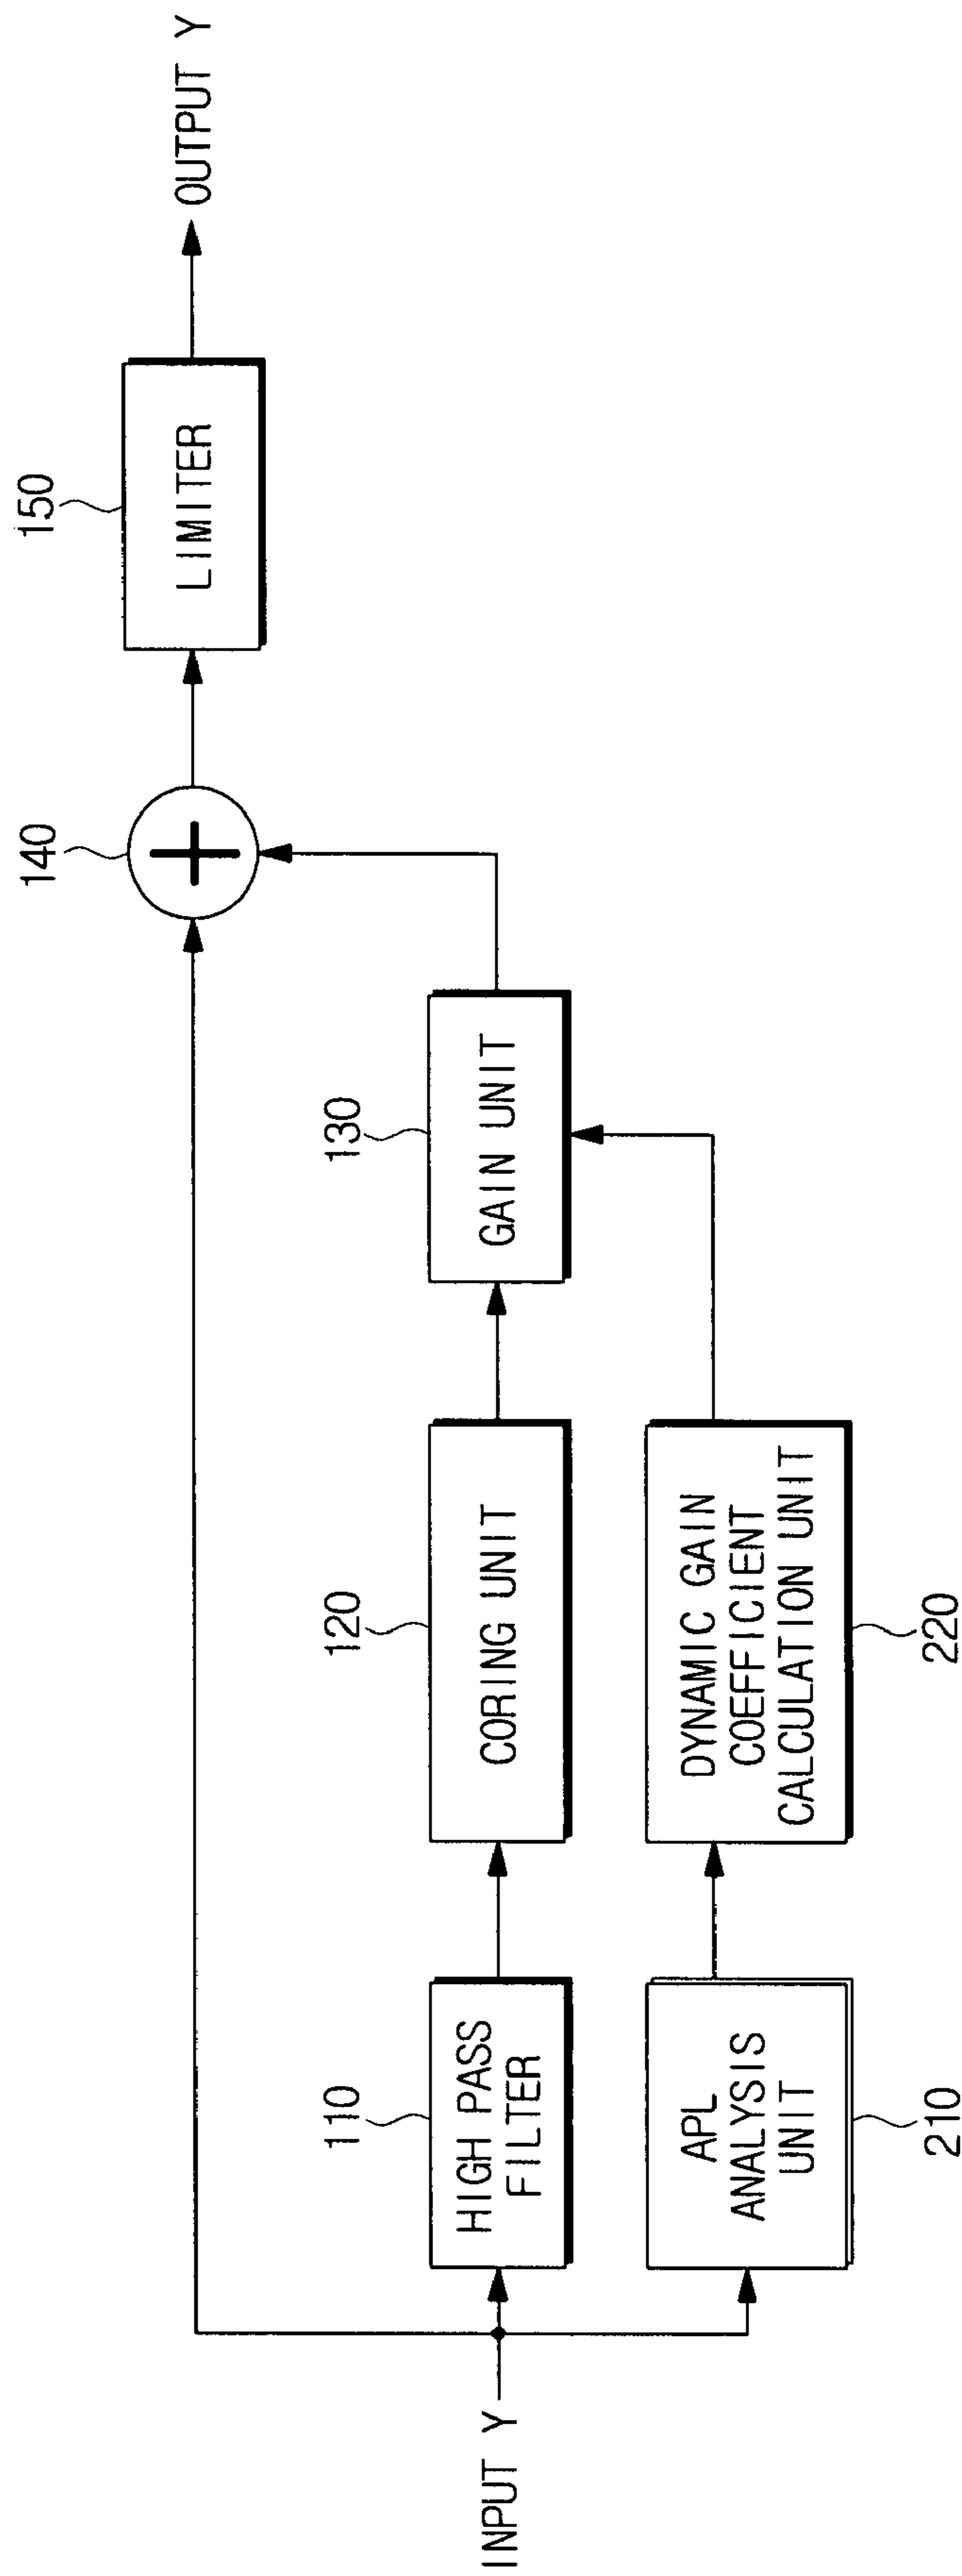 INPUT Y
110
HIGH PASS
FILTER
120
CORING UNIT
130
GAIN UNIT
140
+
150
LIMITER
OUTPUT Y
APL
ANALYSIS
UNIT
210
DYNAMIC GAIN
COEFFICIENT
CALCULATION UNIT
220